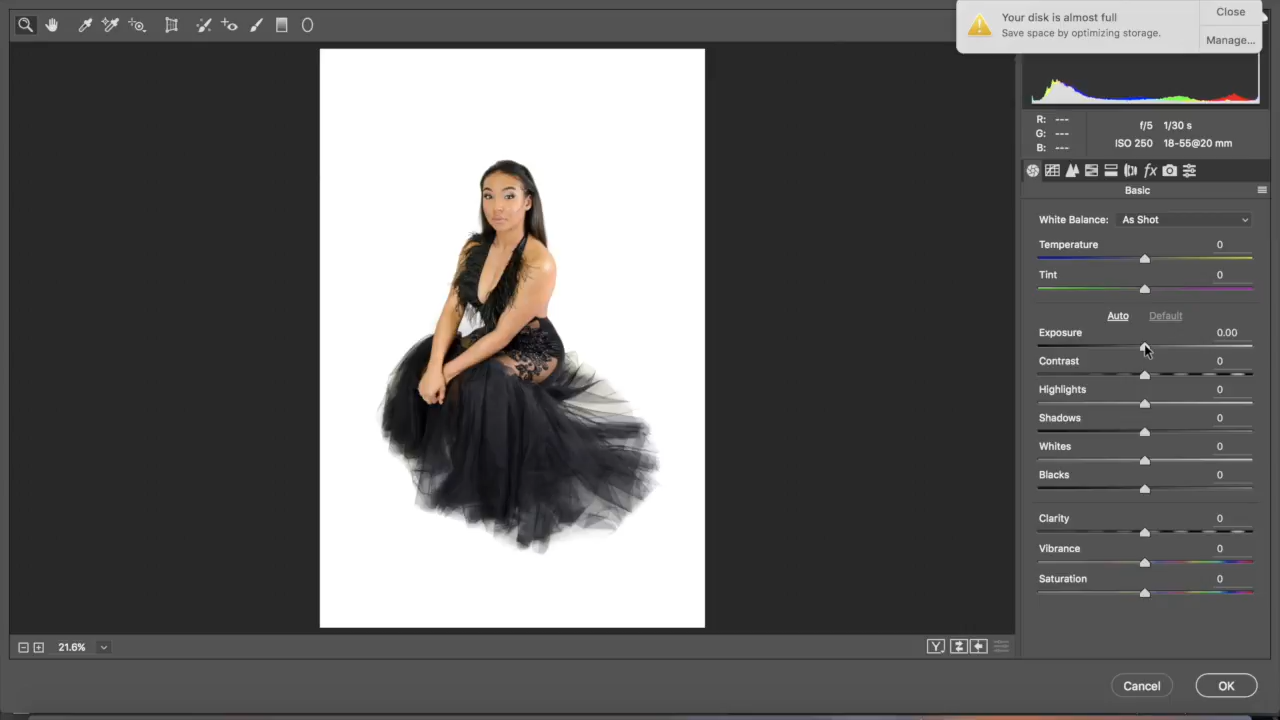 Your disk is almost full
Save space by optimizing storage.
Close
Manage...
R: ---
G: ---
B: ---
f/5 1/30 s
ISO 250 18-55@20 mm
fx
Basic
White Balance: As Shot
Temperature 0
Tint 0
Auto Default
Exposure 0.00
Contrast 0
Highlights 0
Shadows 0
Whites 0
Blacks 0
Clarity 0
Vibrance 0
Saturation 0
21.6%
Y
Cancel OK